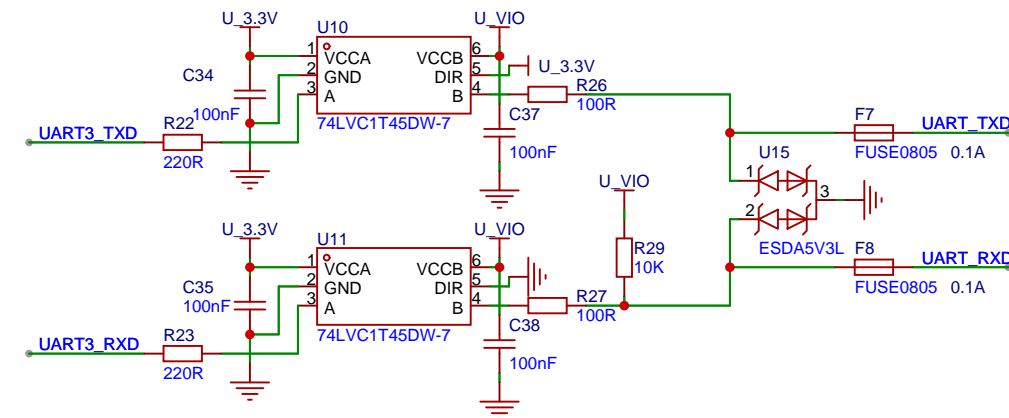 U_3.3V
U10
U_VIO
1 VCCA VCCB 6
2 GND DIR 5
3 A B 4
74LVC1T45DW-7
C34
100nF
U_3.3V
R26
100R
C37
100nF
UART3_TXD
R22
220R
F7
FUSE0805 0.1A
UART_TXD
U15
1
2
3
ESDA5V3L
U_VIO
R29
10K
U_3.3V
U11
U_VIO
1 VCCA VCCB 6
2 GND DIR 5
3 A B 4
74LVC1T45DW-7
C35
100nF
R27
100R
C38
100nF
UART3_RXD
R23
220R
F8
FUSE0805 0.1A
UART_RXD